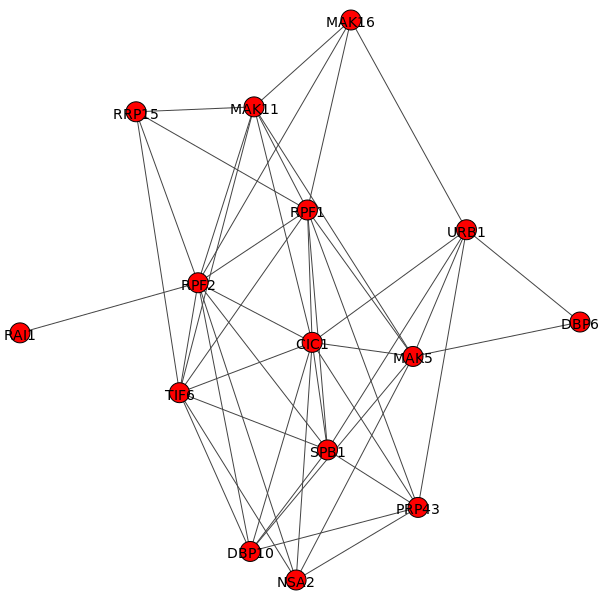 MAK16
RRP15
MAK11
RPF1
URB1
RPF2
RAI1
DBP6
CIC1
MAK5
TIF6
SPB1
PRP43
DBP10
NSA2